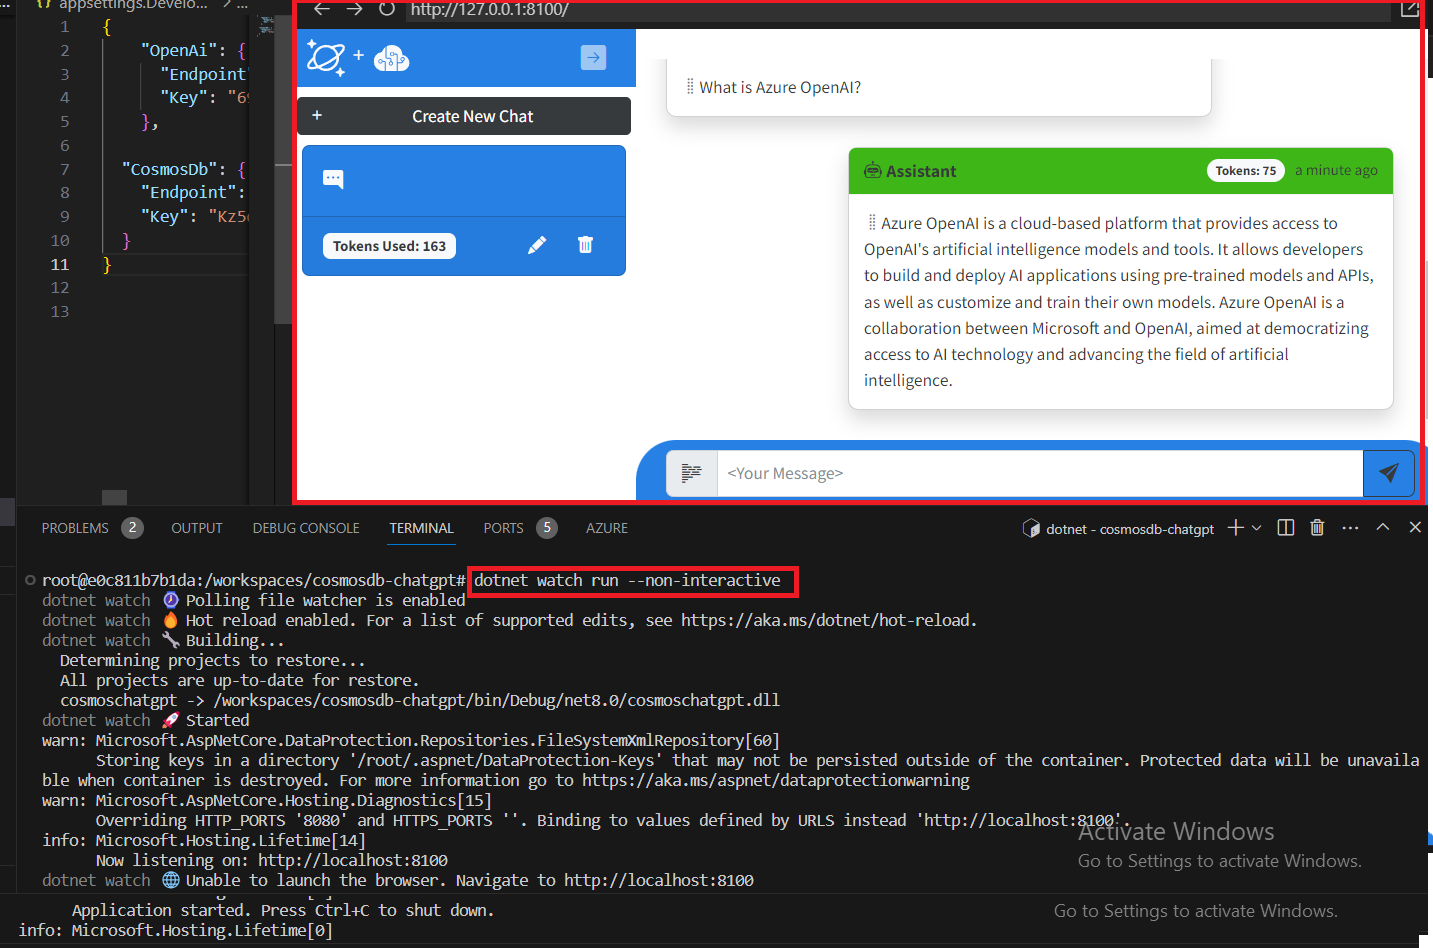 appsettings.Develo... > ...
1 {
2 "OpenAi": {
3 "Endpoint"
4 "Key": "6
5 },
6
7 "CosmosDb": {
8 "Endpoint":
9 "Key": "Kz5
10 }
11 }
12
13
http://127.0.0.1:8100/
+
+ Create New Chat
Tokens Used: 163
What is Azure OpenAI?
Assistant Tokens: 75 a minute ago
Azure OpenAI is a cloud-based platform that provides access to
OpenAI's artificial intelligence models and tools. It allows developers
to build and deploy AI applications using pre-trained models and APIs,
as well as customize and train their own models. Azure OpenAI is a
collaboration between Microsoft and OpenAI, aimed at democratizing
access to AI technology and advancing the field of artificial
intelligence.
<Your Message>
PROBLEMS 2 OUTPUT DEBUG CONSOLE TERMINAL PORTS 5 AZURE dotnet - cosmosdb-chatgpt
root@e0c811b7b1da:/workspaces/cosmosdb-chatgpt# dotnet watch run --non-interactive
dotnet watch ⌚ Polling file watcher is enabled
dotnet watch 🔥 Hot reload enabled. For a list of supported edits, see https://aka.ms/dotnet/hot-reload.
dotnet watch 🔧 Building...
Determining projects to restore...
All projects are up-to-date for restore.
cosmoschatgpt -> /workspaces/cosmosdb-chatgpt/bin/Debug/net8.0/cosmoschatgpt.dll
dotnet watch 🚀 Started
warn: Microsoft.AspNetCore.DataProtection.Repositories.FileSystemXmlRepository[60]
Storing keys in a directory '/root/.aspnet/DataProtection-Keys' that may not be persisted outside of the container. Protected data will be unavaila
ble when container is destroyed. For more information go to https://aka.ms/aspnet/dataprotectionwarning
warn: Microsoft.AspNetCore.Hosting.Diagnostics[15]
Overriding HTTP_PORTS '8080' and HTTPS_PORTS ''. Binding to values defined by URLS instead 'http://localhost:8100'.
info: Microsoft.Hosting.Lifetime[14]
Now listening on: http://localhost:8100
dotnet watch 🌐 Unable to launch the browser. Navigate to http://localhost:8100
Application started. Press Ctrl+C to shut down.
info: Microsoft.Hosting.Lifetime[0]
Activate Windows
Go to Settings to activate Windows.
Go to Settings to activate Windows.